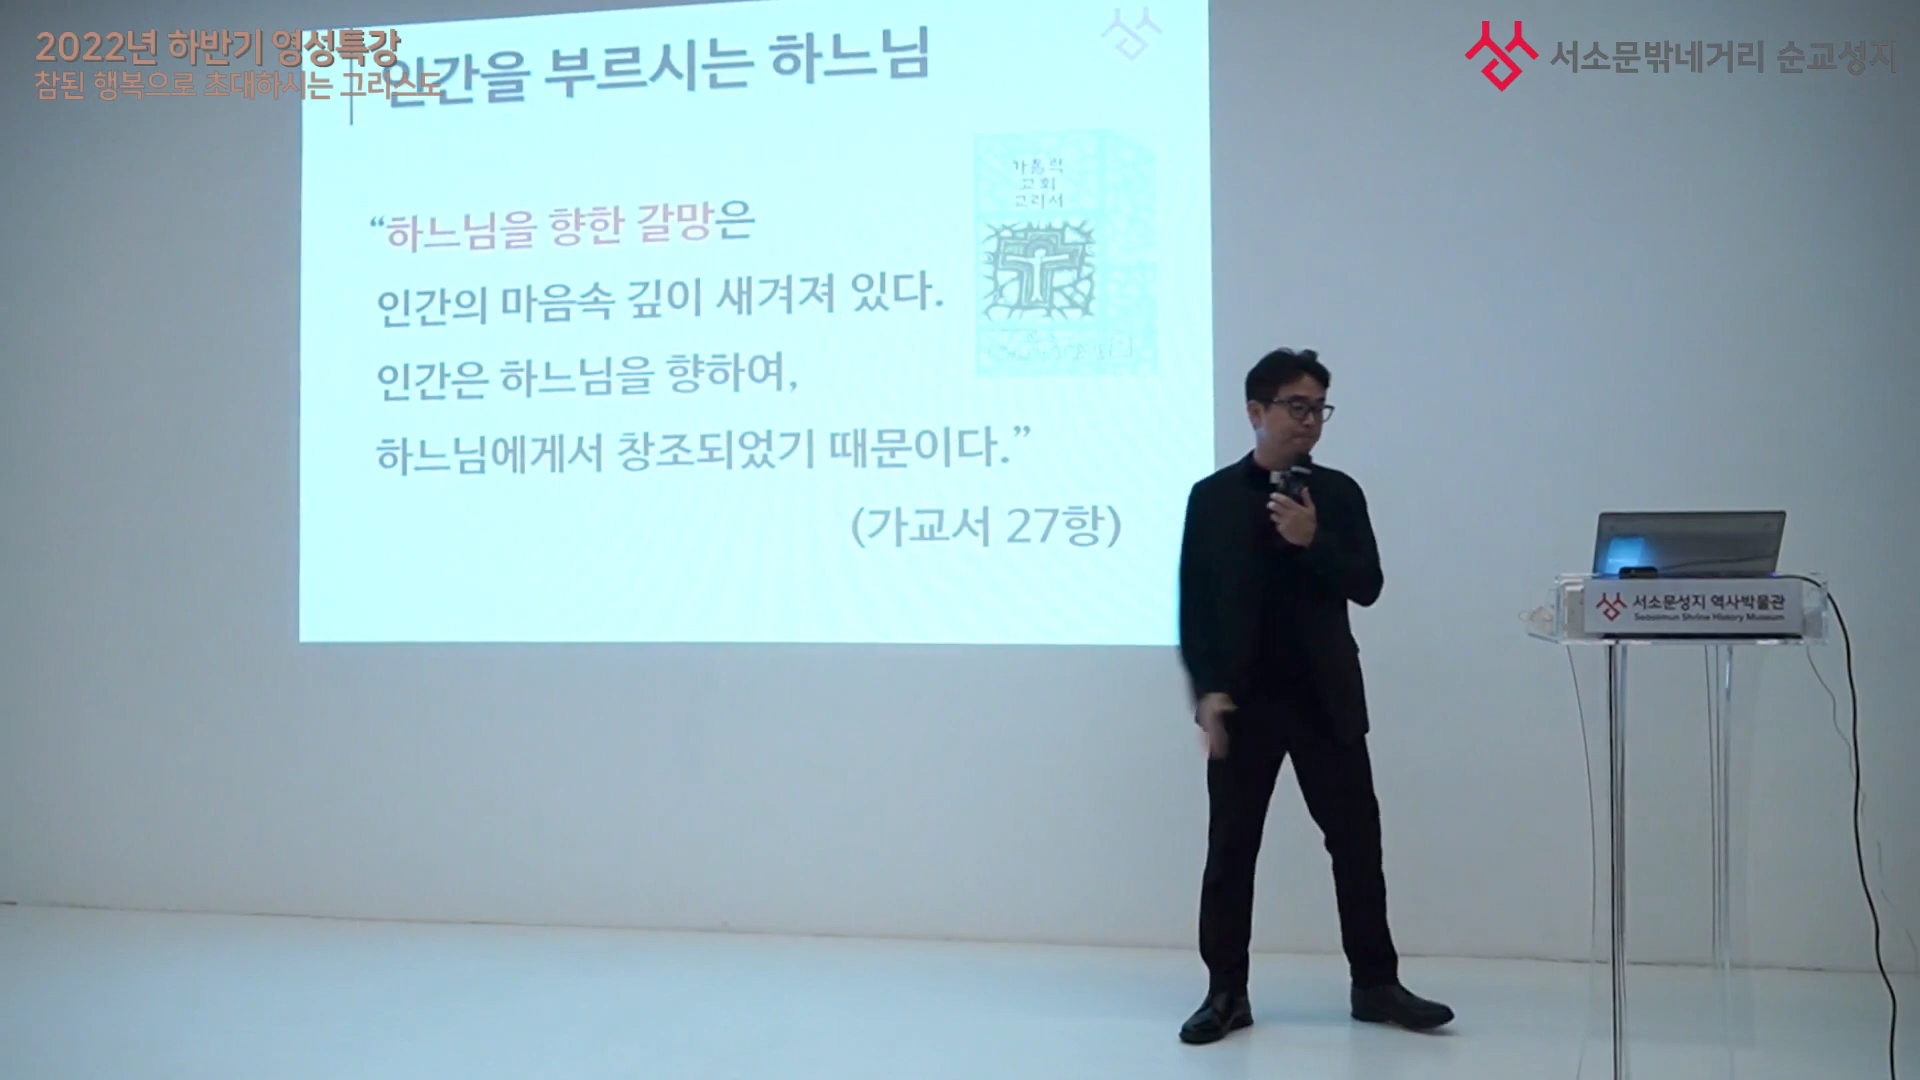 2022년 하반기 영성특강
참된 행복으로 초대하시는 그리스도
서소문밖네거리 순교성지
인간을 부르시는 하느님
가톨릭
교회
교리서
“하느님을 향한 갈망은
인간의 마음속 깊이 새겨져 있다.
인간은 하느님을 향하여,
하느님에게서 창조되었기 때문이다.”
(가교서 27항)
서소문성지 역사박물관
Seosomun Shrine History Museum